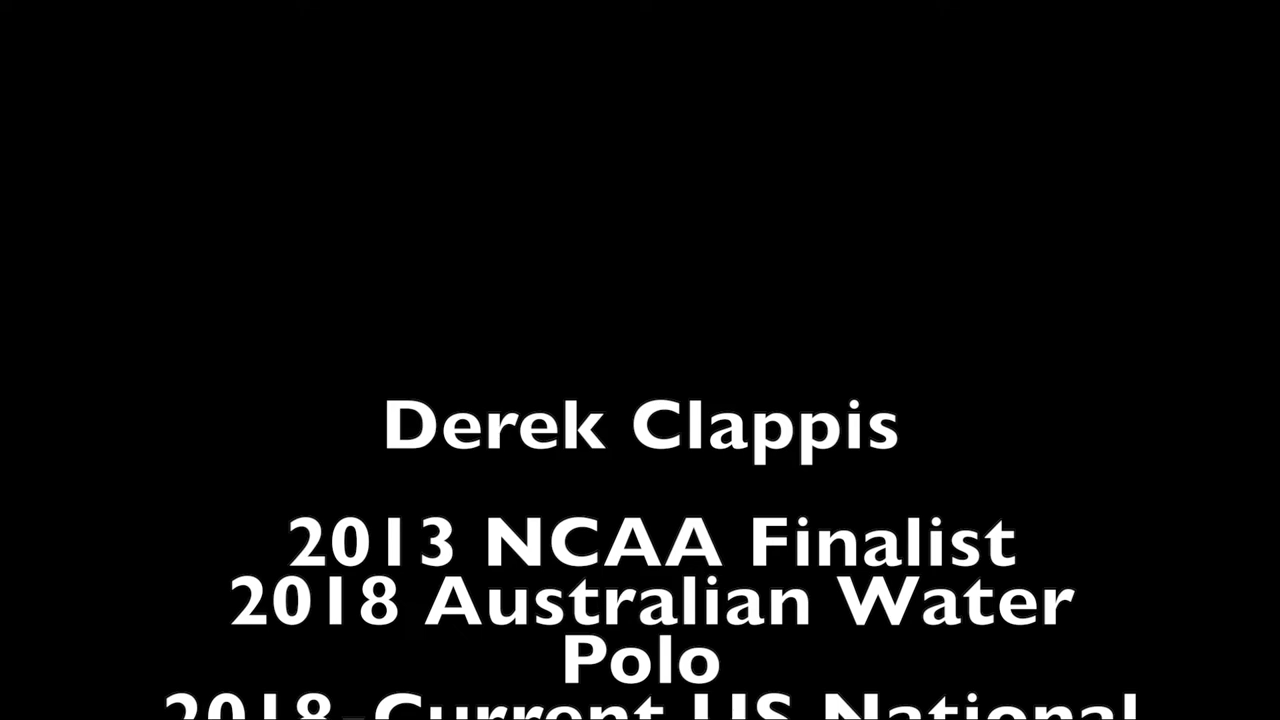 Derek Clappis
2013 NCAA Finalist
2018 Australian Water
Polo
2018-Current US National